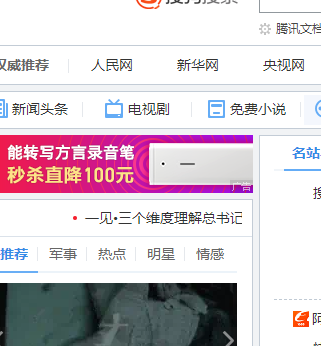 搜狗搜索
腾讯文档
权威推荐 人民网 新华网 央视网
新闻头条 电视剧 免费小说
能转写方言录音笔
秒杀直降100元
广告
名站
一见•三个维度理解总书记
推荐 军事 热点 明星 情感